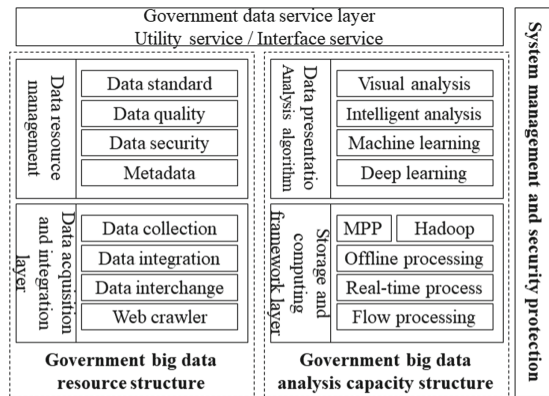 Government data service layer
Utility service / Interface service
Data resource
management
Data standard
Data quality
Data security
Metadata
Data acquisition
and integration
layer
Data collection
Data integration
Data interchange
Web crawler
Government big data
resource structure
Data presentatio
Analysis algorithm
Visual analysis
Intelligent analysis
Machine learning
Deep learning
Storage and
computing
framework layer
MPP
Hadoop
Offline processing
Real-time process
Flow processing
Government big data
analysis capacity structure
System management and security protection